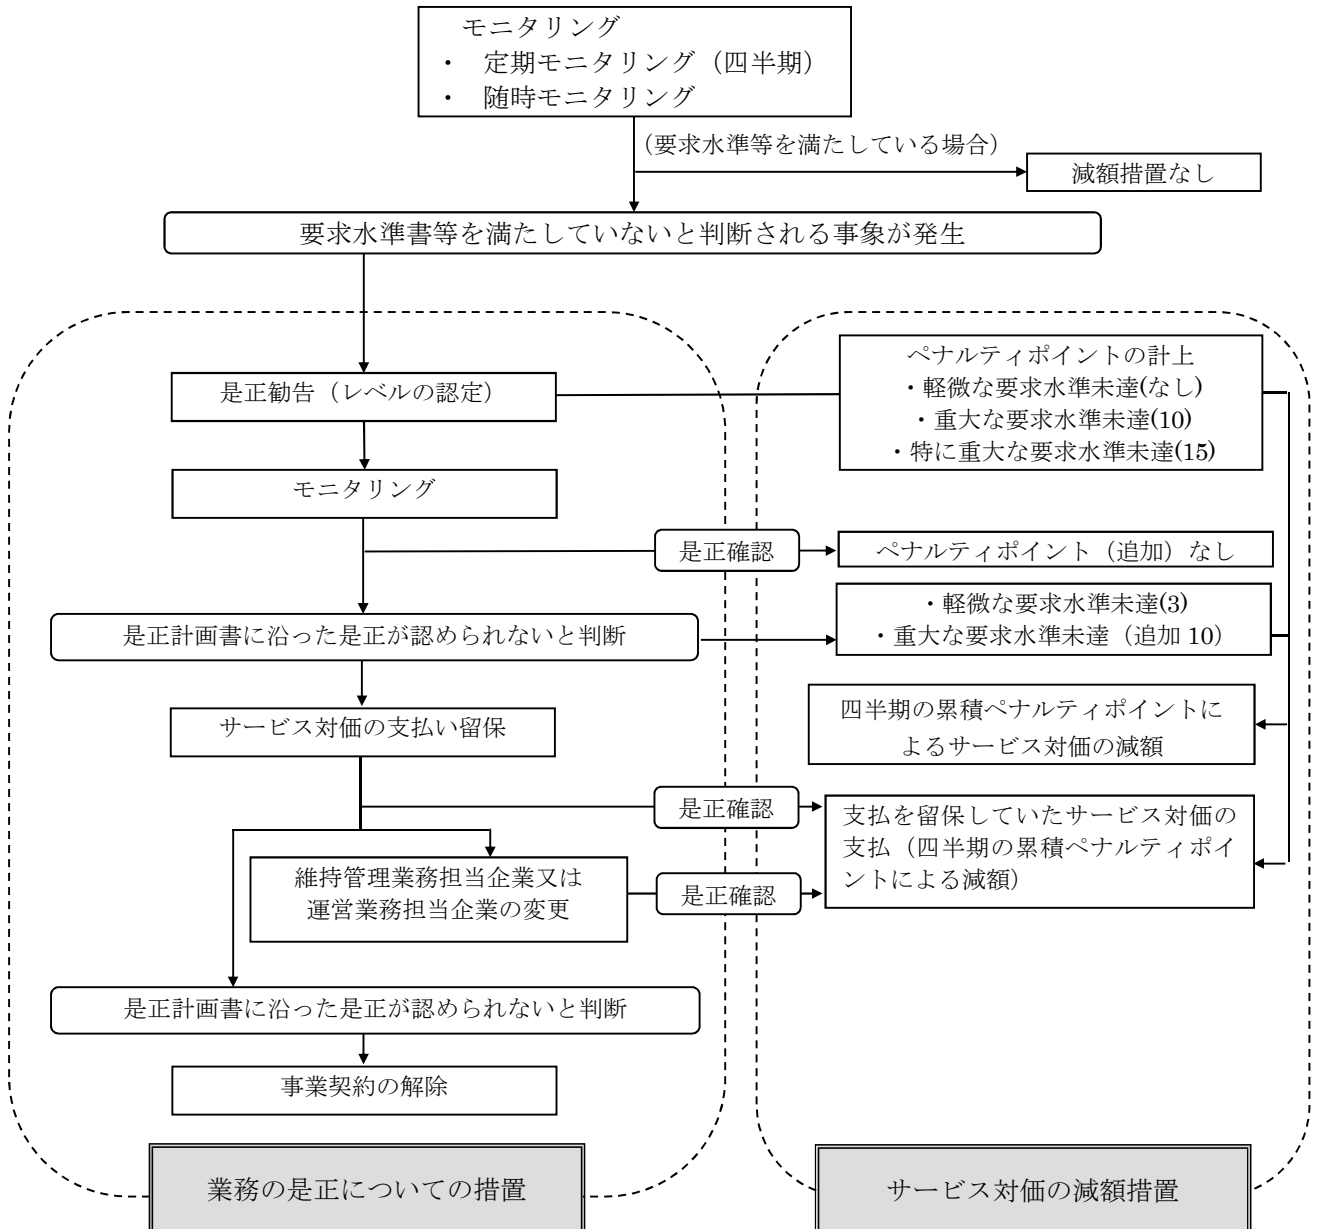 モニタリング
・ 定期モニタリング（四半期）
・ 随時モニタリング
（要求水準等を満たしている場合）
減額措置なし
要求水準書等を満たしていないと判断される事象が発生
是正勧告（レベルの認定）
ペナルティポイントの計上
・軽微な要求水準未達(なし)
・重大な要求水準未達(10)
・特に重大な要求水準未達(15)
モニタリング
是正確認
ペナルティポイント（追加）なし
是正計画書に沿った是正が認められないと判断
・軽微な要求水準未達(3)
・重大な要求水準未達（追加 10）
サービス対価の支払い留保
四半期の累積ペナルティポイントに
よるサービス対価の減額
是正確認
支払を留保していたサービス対価の
支払（四半期の累積ペナルティポイ
ントによる減額）
維持管理業務担当企業又は
運営業務担当企業の変更
是正確認
是正計画書に沿った是正が認められないと判断
事業契約の解除
業務の是正についての措置
サービス対価の減額措置